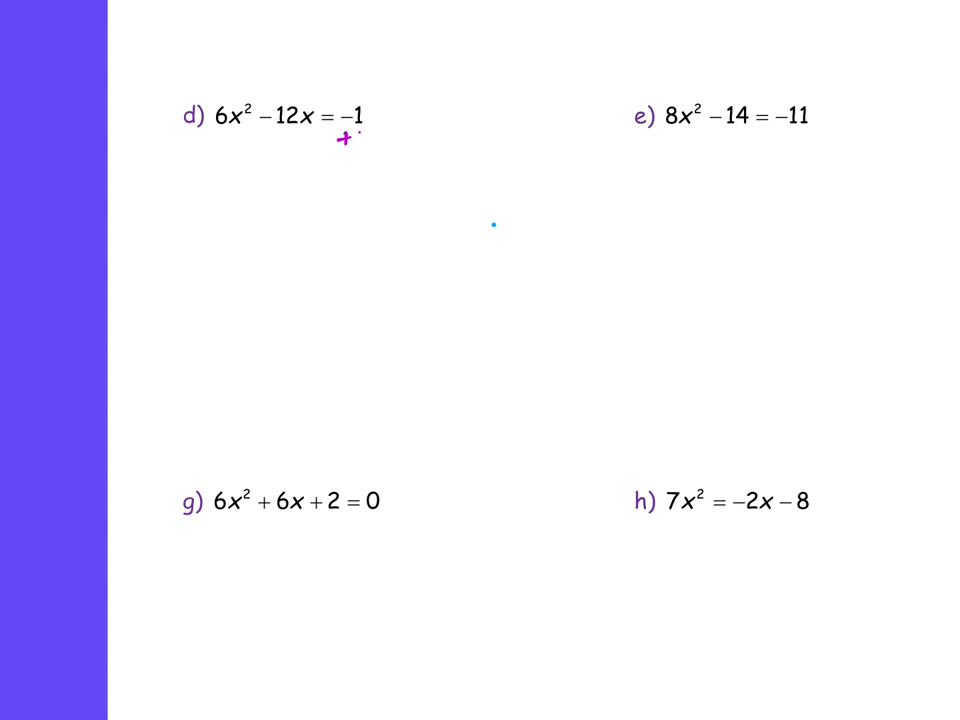 d) 6x² − 12x = −1
+
e) 8x² − 14 = −11
g) 6x² + 6x + 2 = 0
h) 7x² = −2x − 8